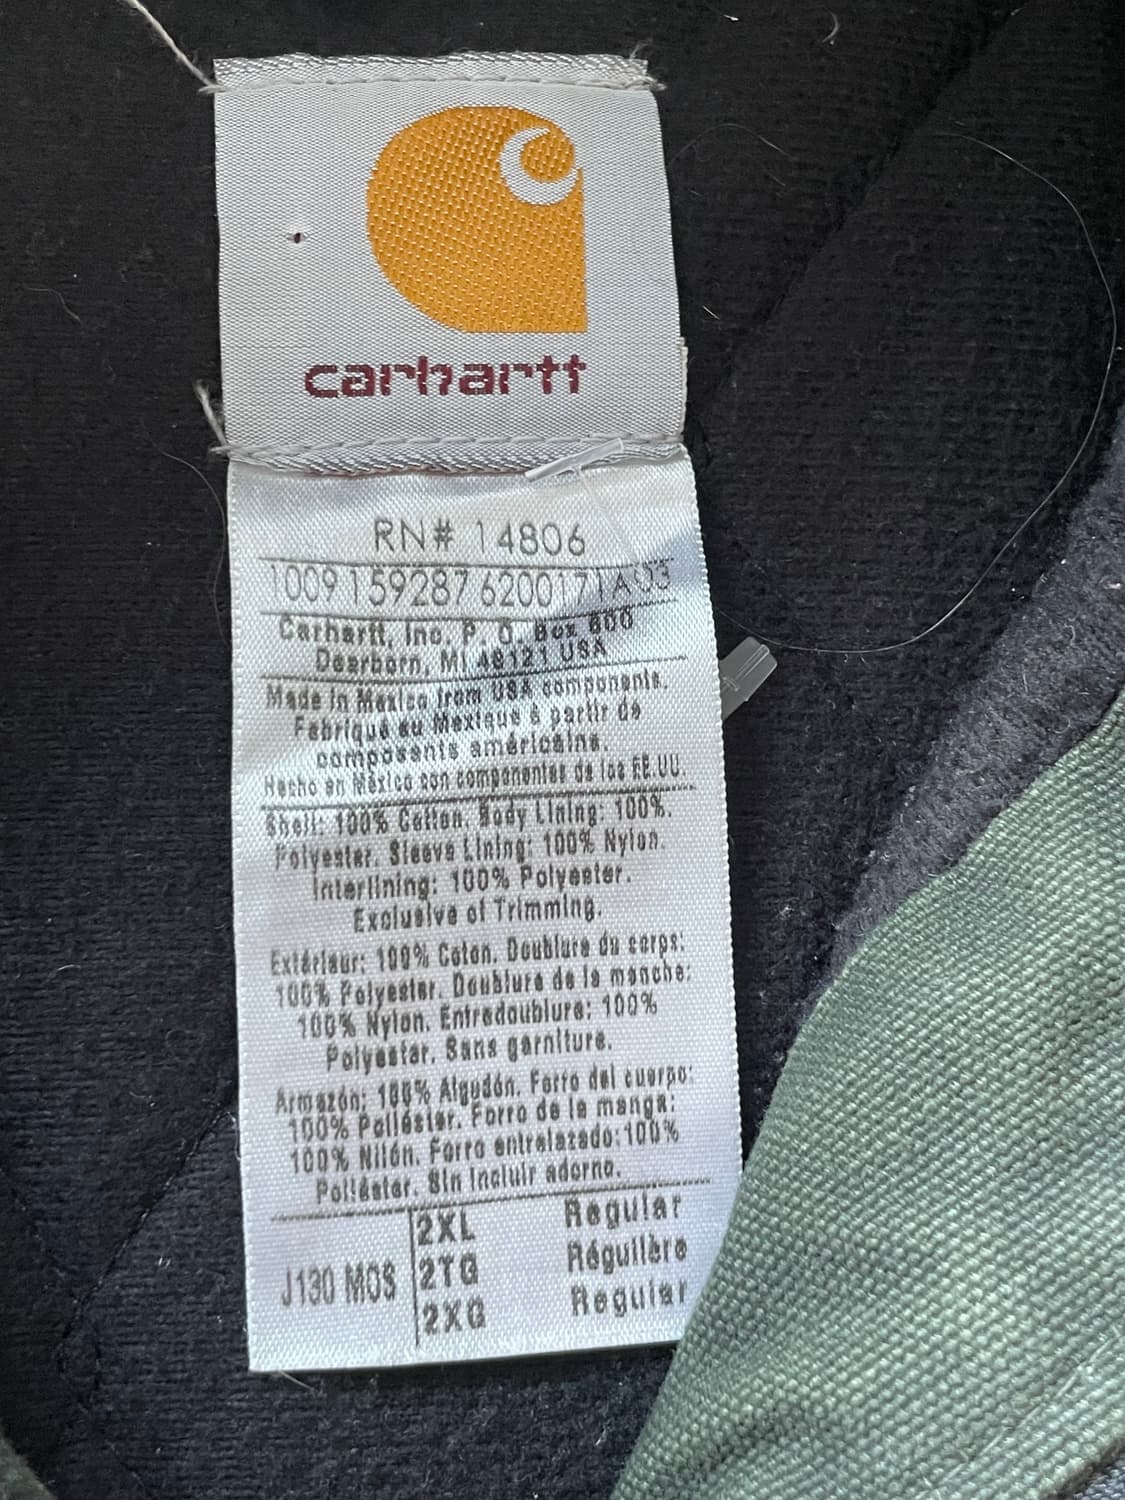 carhartt
RN# 14806
1009159287620017 1A03
Carhartt, Inc. P. O. Box 600
Dearborn, MI 48121 USA
Made in Mexico from USA components.
Fabriqué au Mexique à partir de
composants américains.
Hecho en México con componentes de los EE.UU.
Shell: 100% Cotton. Body Lining: 100%.
Polyester. Sleeve Lining: 100% Nylon.
Interlining: 100% Polyester.
Exclusive of Trimming.
Extérieur: 100% Coton. Doublure du corps:
100% Polyester. Doublure de la manche:
100% Nylon. Entredoublure: 100%
Polyester. Sans garniture.
Armazón: 100% Algodón. Forro del cuerpo:
100% Poliéster. Forro de la manga:
100% Nilón. Forro entrelazado: 100%
Poliéster. Sin incluir adorno.
J130 MOS
2XL Regular
2TG Régulière
2XG Regular